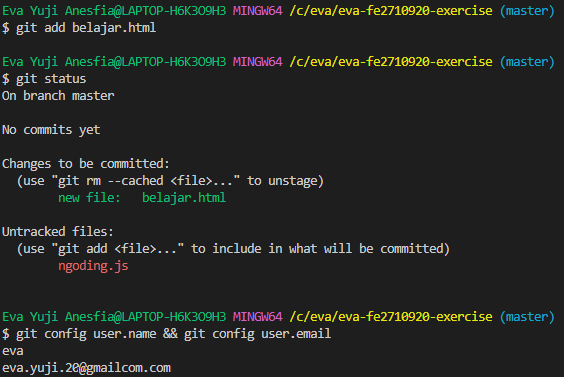 Eva Yuji Anesfia@LAPTOP-H6K3O9H3 MINGW64 /c/eva/eva-fe2710920-exercise (master)
$ git add belajar.html
Eva Yuji Anesfia@LAPTOP-H6K3O9H3 MINGW64 /c/eva/eva-fe2710920-exercise (master)
$ git status
On branch master
No commits yet
Changes to be committed:
(use "git rm --cached <file>..." to unstage)
new file: belajar.html
Untracked files:
(use "git add <file>..." to include in what will be committed)
ngoding.js
Eva Yuji Anesfia@LAPTOP-H6K3O9H3 MINGW64 /c/eva/eva-fe2710920-exercise (master)
$ git config user.name && git config user.email
eva
eva.yuji.20@gmailcom.com